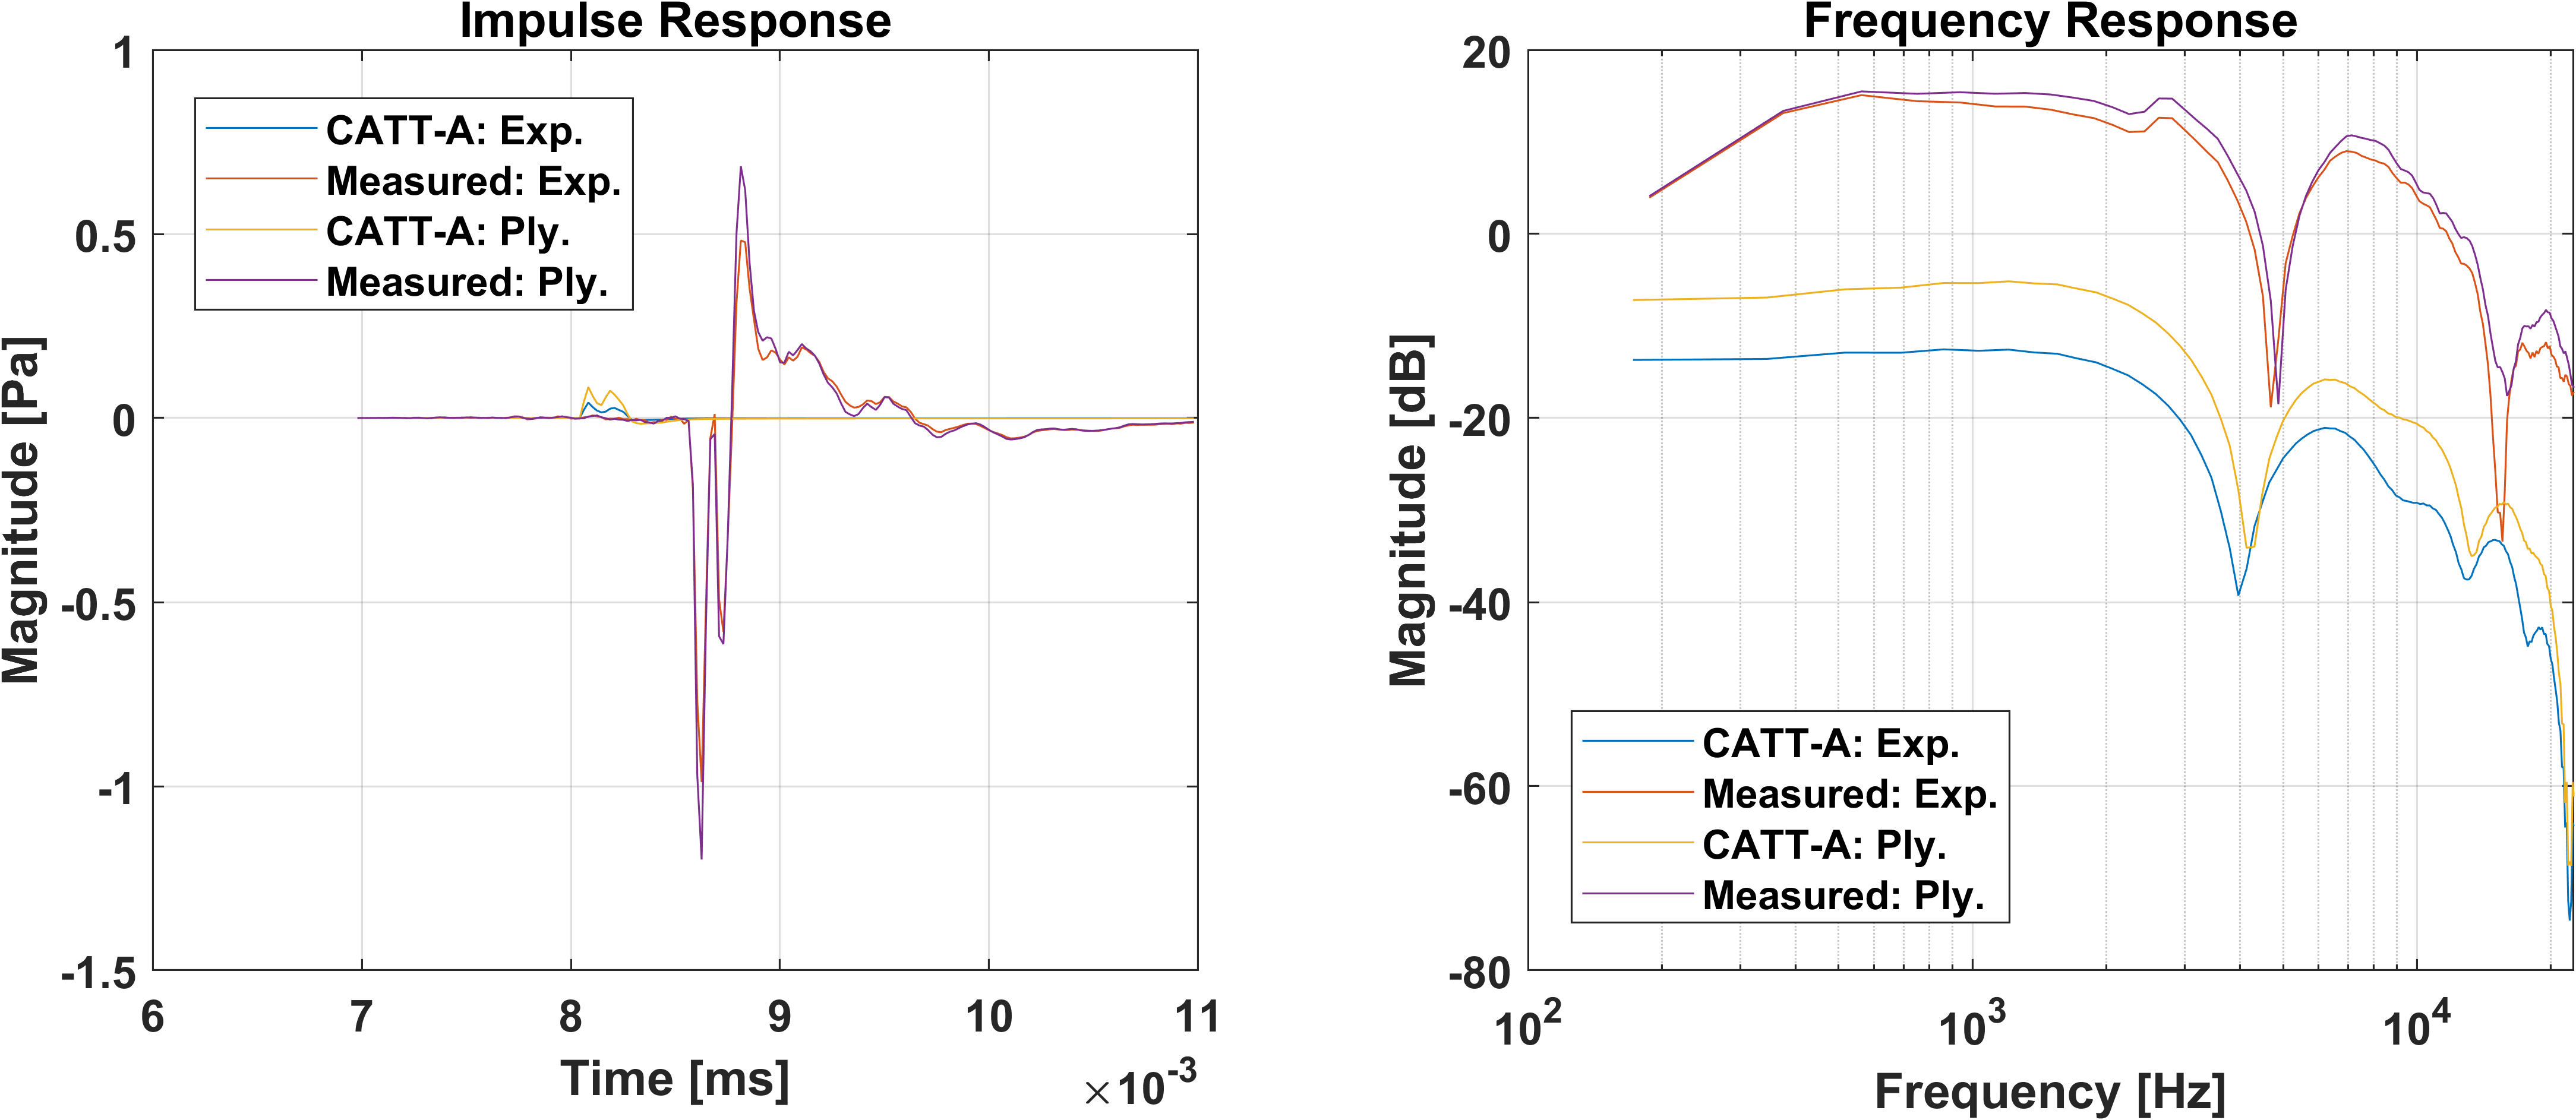 Impulse Response
1
0.5
0
-0.5
-1
-1.5
Magnitude [Pa]
CATT-A: Exp.
Measured: Exp.
CATT-A: Ply.
Measured: Ply.
6 7 8 9 10 11
Time [ms]
×10-3
Frequency Response
20
0
-20
-40
-60
-80
Magnitude [dB]
CATT-A: Exp.
Measured: Exp.
CATT-A: Ply.
Measured: Ply.
10² 10³ 10⁴
Frequency [Hz]